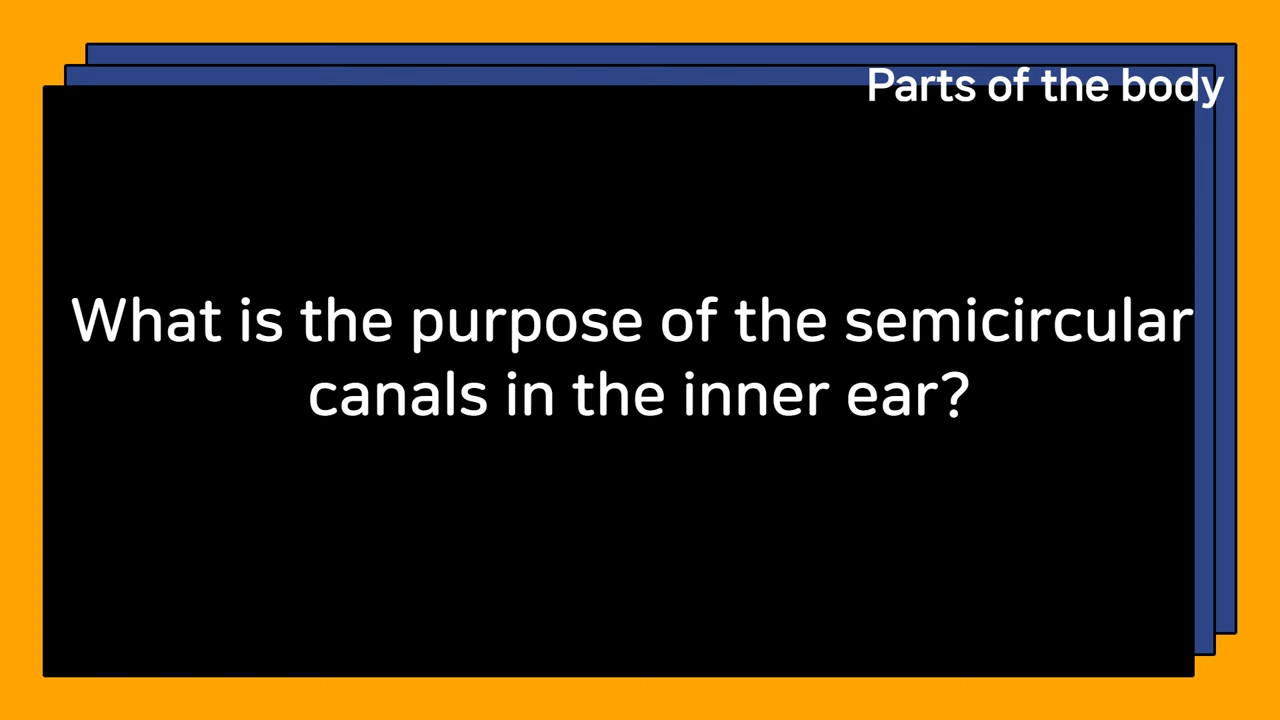 Parts of the body
What is the purpose of the semicircular
canals in the inner ear?